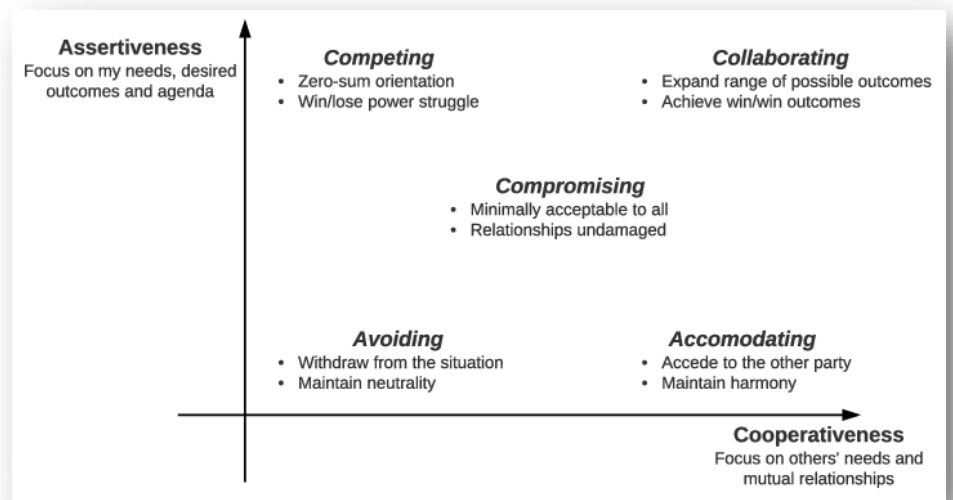 Assertiveness
Focus on my needs, desired
outcomes and agenda
Competing
• Zero-sum orientation
• Win/lose power struggle
Collaborating
• Expand range of possible outcomes
• Achieve win/win outcomes
Compromising
• Minimally acceptable to all
• Relationships undamaged
Avoiding
• Withdraw from the situation
• Maintain neutrality
Accomodating
• Accede to the other party
• Maintain harmony
Cooperativeness
Focus on others' needs and
mutual relationships